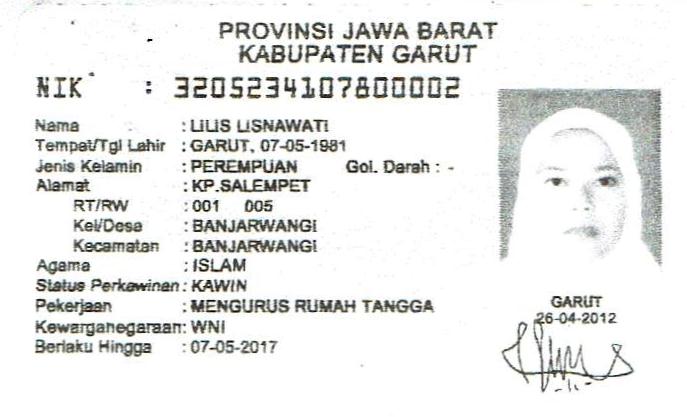 PROVINSI JAWA BARAT
KABUPATEN GARUT
NIK : 3205234107800002
Nama : LILIS LISNAWATI
Tempat/Tgl Lahir : GARUT, 07-05-1981
Jenis Kelamin : PEREMPUAN Gol. Darah : -
Alamat : KP.SALEMPET
RT/RW : 001 005
Kel/Desa : BANJARWANGI
Kecamatan : BANJARWANGI
Agama : ISLAM
Status Perkawinan : KAWIN
Pekerjaan : MENGURUS RUMAH TANGGA
Kewarganegaraan : WNI
Berlaku Hingga : 07-05-2017
GARUT
26-04-2012